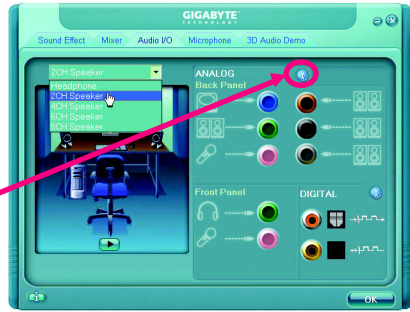 GIGABYTE
TECHNOLOGY
Sound Effect Mixer Audio I/O Microphone 3D Audio Demo
2CH Speaker
Headphone
2CH Speaker
4CH Speaker
6CH Speaker
8CH Speaker
ANALOG
Back Panel
Front Panel
DIGITAL
OK